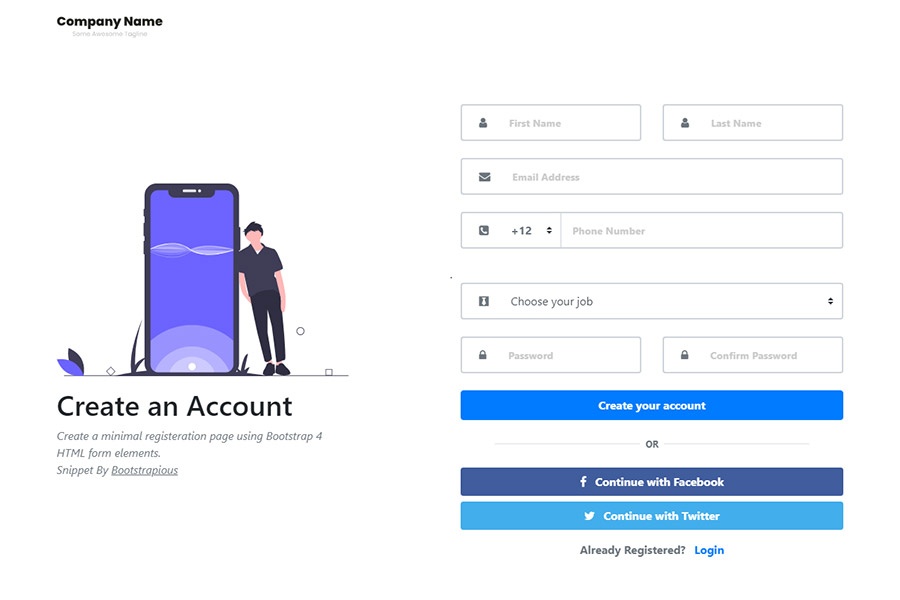 Company Name
Some Awesome Tagline
First Name
Last Name
Email Address
+12
Phone Number
Choose your job
Password
Confirm Password
Create your account
OR
Continue with Facebook
Continue with Twitter
Already Registered? Login
Create an Account
Create a minimal registeration page using Bootstrap 4
HTML form elements.
Snippet By Bootstrapious